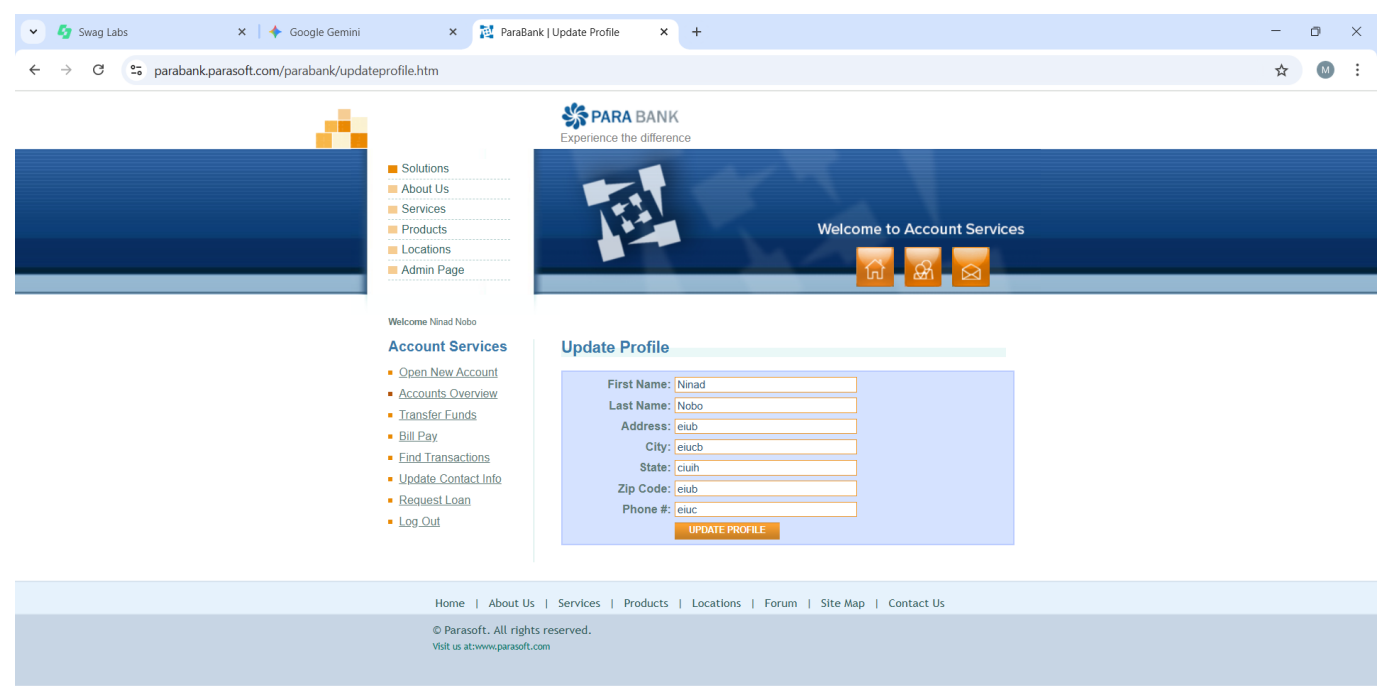 Swag Labs
Google Gemini
ParaBank | Update Profile
parabank.parasoft.com/parabank/updateprofile.htm
M
PARA BANK
Experience the difference
Solutions
About Us
Services
Products
Locations
Admin Page
Welcome to Account Services
Welcome Ninad Nobo
Account Services
Open New Account
Accounts Overview
Transfer Funds
Bill Pay
Find Transactions
Update Contact Info
Request Loan
Log Out
Update Profile
First Name: Ninad
Last Name: Nobo
Address: eiub
City: eiucb
State: ciuih
Zip Code: eiub
Phone #: eiuc
UPDATE PROFILE
Home | About Us | Services | Products | Locations | Forum | Site Map | Contact Us
© Parasoft. All rights reserved.
Visit us at:www.parasoft.com